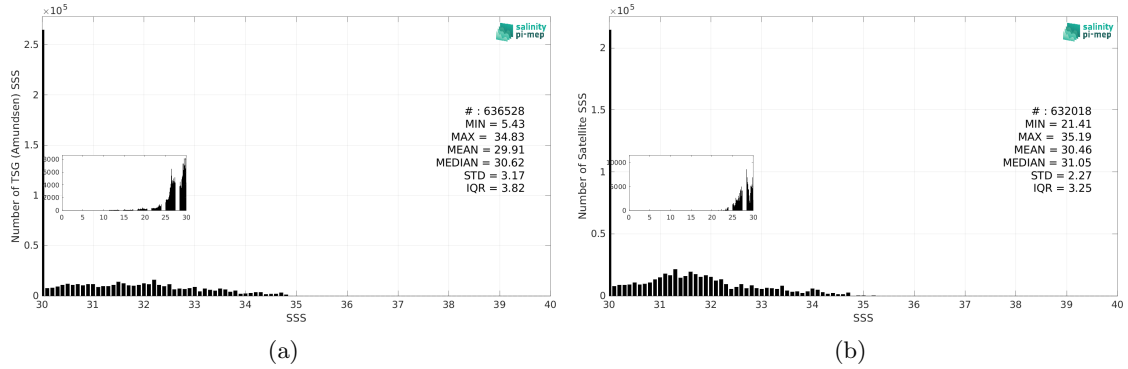 ×10⁵
2.5
2
1.5
1
0.5
0
Number of TSG (Amundsen) SSS
salinity
pi-mep
# : 636528
MIN = 5.43
MAX = 34.83
MEAN = 29.91
MEDIAN = 30.62
STD = 3.17
IQR = 3.82
8000
6000
4000
2000
0
0 5 10 15 20 25 30
30 31 32 33 34 35 36 37 38 39 40
SSS
(a)
×10⁵
2
1.5
1
0.5
0
Number of Satellite SSS
salinity
pi-mep
# : 632018
MIN = 21.41
MAX = 35.19
MEAN = 30.46
MEDIAN = 31.05
STD = 2.27
IQR = 3.25
10000
5000
0
0 5 10 15 20 25 30
30 31 32 33 34 35 36 37 38 39 40
SSS
(b)